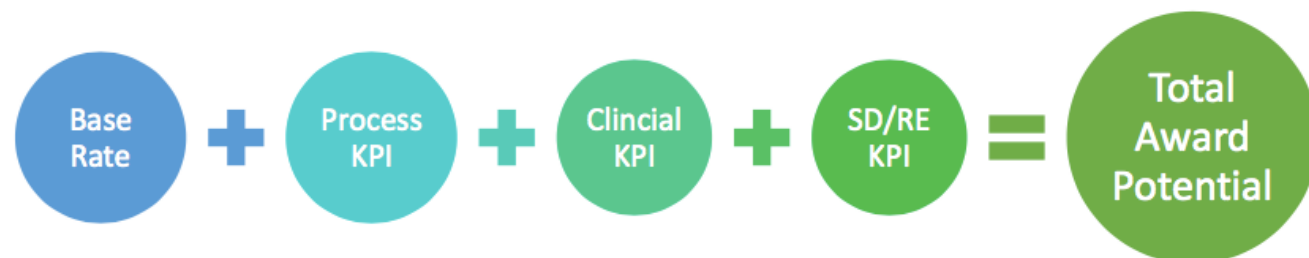 Base
Rate
Process
KPI
Clincial
KPI
SD/RE
KPI
Total
Award
Potential